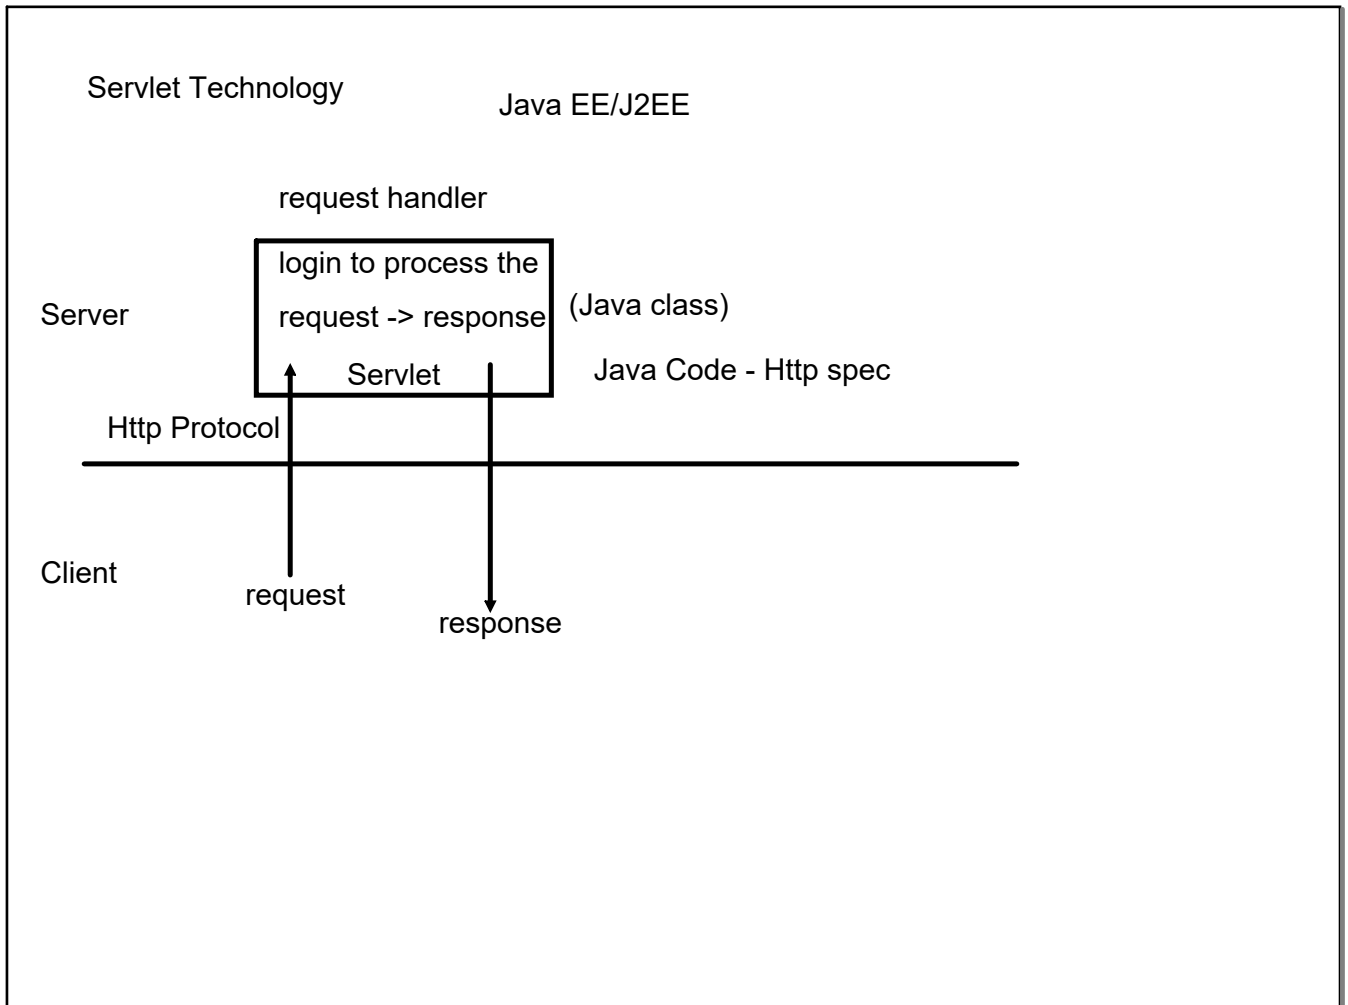 Servlet Technology
Java EE/J2EE
request handler
login to process the
request -> response
(Java class)
Server
Servlet
Java Code - Http spec
Http Protocol
Client
request
response